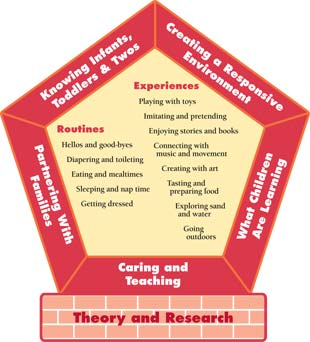 Knowing Infants,
Toddlers & Twos
Creating a Responsive
Environment
Experiences
Playing with toys
Imitating and pretending
Enjoying stories and books
Connecting with
music and movement
Creating with art
Tasting and
preparing food
Exploring sand
and water
Going
outdoors
Routines
Hellos and good-byes
Diapering and toileting
Eating and mealtimes
Sleeping and nap time
Getting dressed
Partnering With
Families
What Children
Are Learning
Caring and
Teaching
Theory and Research